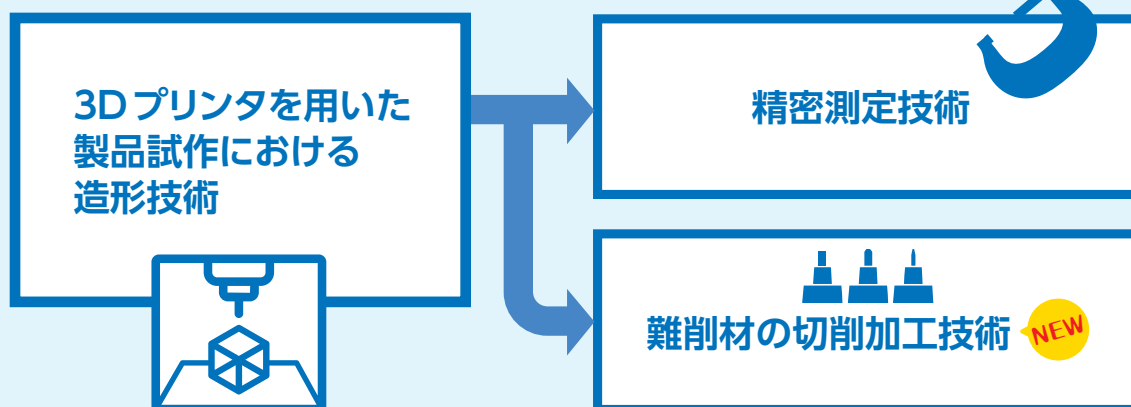 3Dプリンタを用いた
製品試作における
造形技術
精密測定技術
難削材の切削加工技術
NEW